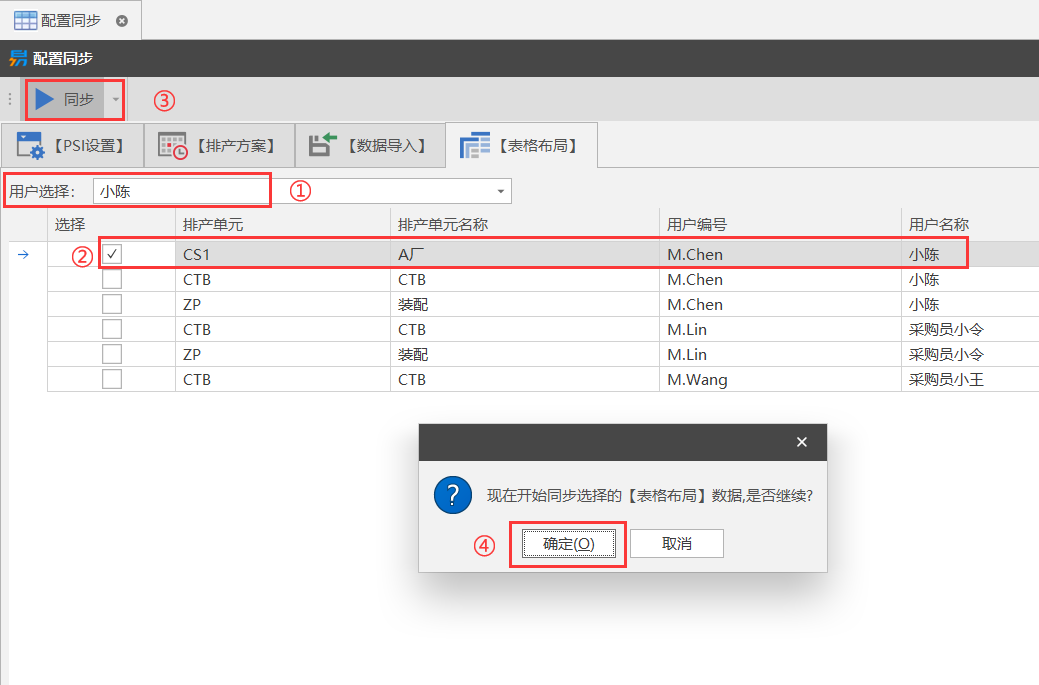 配置同步
配置同步
同步 ③
【PSI设置】 【排产方案】 【数据导入】 【表格布局】
用户选择: 小陈 ①
选择 排产单元 排产单元名称 用户编号 用户名称
② CS1 A厂 M.Chen 小陈
CTB CTB M.Chen 小陈
ZP 装配 M.Chen 小陈
CTB CTB M.Lin 采购员小令
ZP 装配 M.Lin 采购员小令
CTB CTB M.Wang 采购员小王
现在开始同步选择的【表格布局】数据,是否继续?
④ 确定(O) 取消